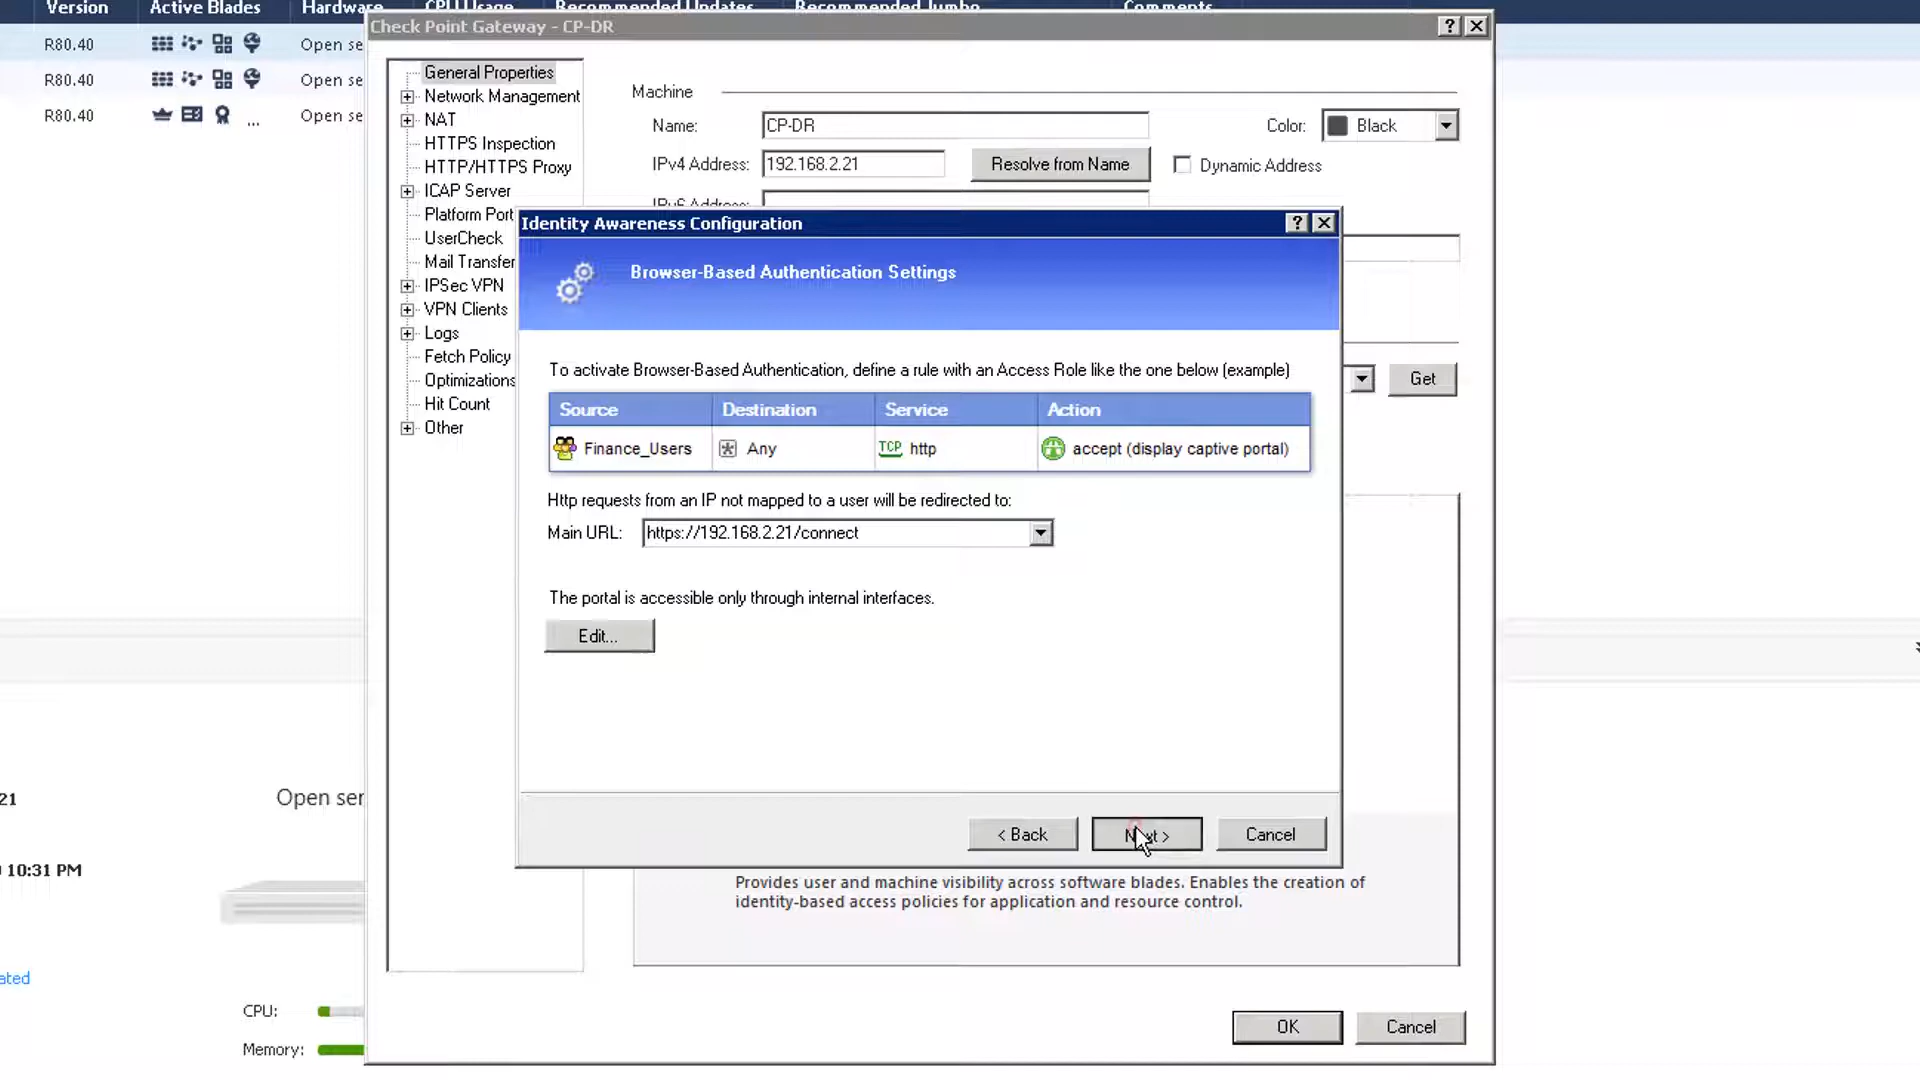 Version Active Blades Hardware CPU Usage Recommended Updates Recommended Jumbo Comments
Check Point Gateway - CP-DR
R80.40 Open se
R80.40 Open se
R80.40 ... Open se
General Properties
Network Management
NAT
HTTPS Inspection
HTTP/HTTPS Proxy
ICAP Server
Platform Port
UserCheck
Mail Transfer
IPSec VPN
VPN Clients
Logs
Fetch Policy
Optimizations
Hit Count
Other
Machine
Name: CP-DR Color: Black
IPv4 Address: 192.168.2.21 Resolve from Name Dynamic Address
IPv6 Address:
Get
Identity Awareness Configuration
Browser-Based Authentication Settings
To activate Browser-Based Authentication, define a rule with an Access Role like the one below (example)
Source Destination Service Action
Finance_Users Any TCP http accept (display captive portal)
Http requests from an IP not mapped to a user will be redirected to:
Main URL: https://192.168.2.21/connect
The portal is accessible only through internal interfaces.
Edit...
< Back Next > Cancel
Provides user and machine visibility across software blades. Enables the creation of
identity-based access policies for application and resource control.
OK Cancel
21 Open ser
10:31 PM
ated
CPU:
Memory: